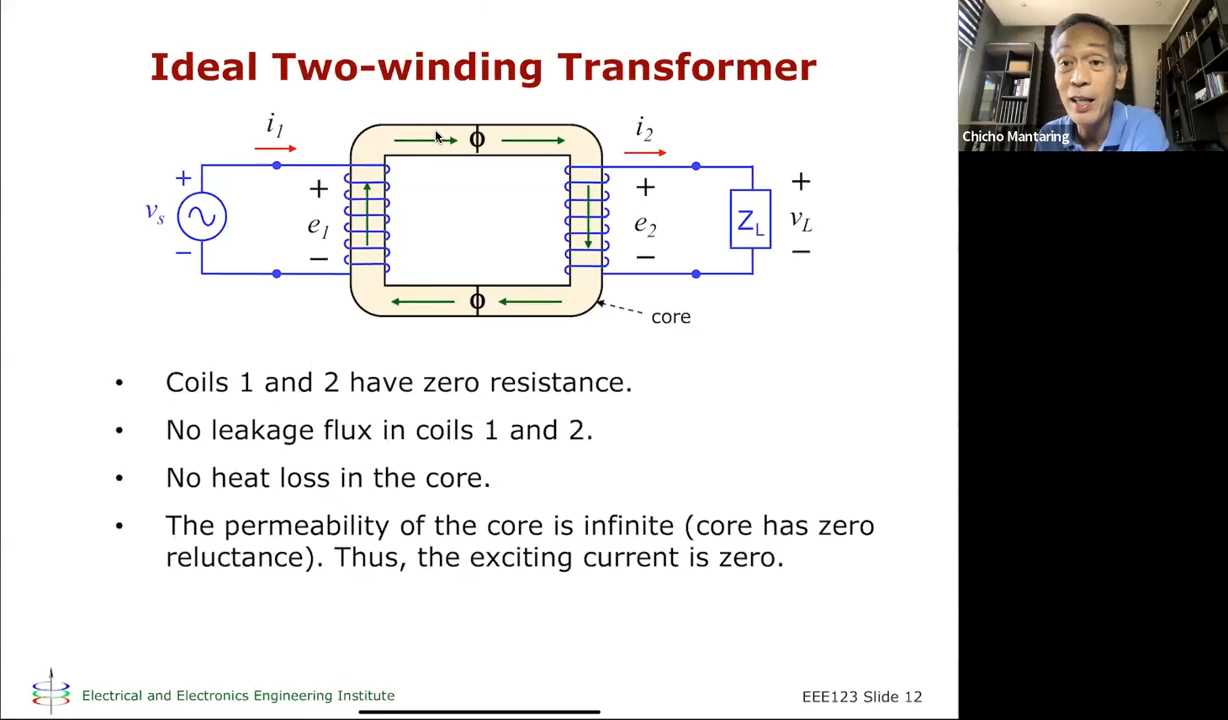 Ideal Two-winding Transformer
i1
ϕ
i2
+
vs
−
+
e1
−
+
e2
−
ZL
+
vL
−
ϕ
core
Chicho Mantaring
• Coils 1 and 2 have zero resistance.
• No leakage flux in coils 1 and 2.
• No heat loss in the core.
• The permeability of the core is infinite (core has zero
reluctance). Thus, the exciting current is zero.
Electrical and Electronics Engineering Institute
EEE123 Slide 12